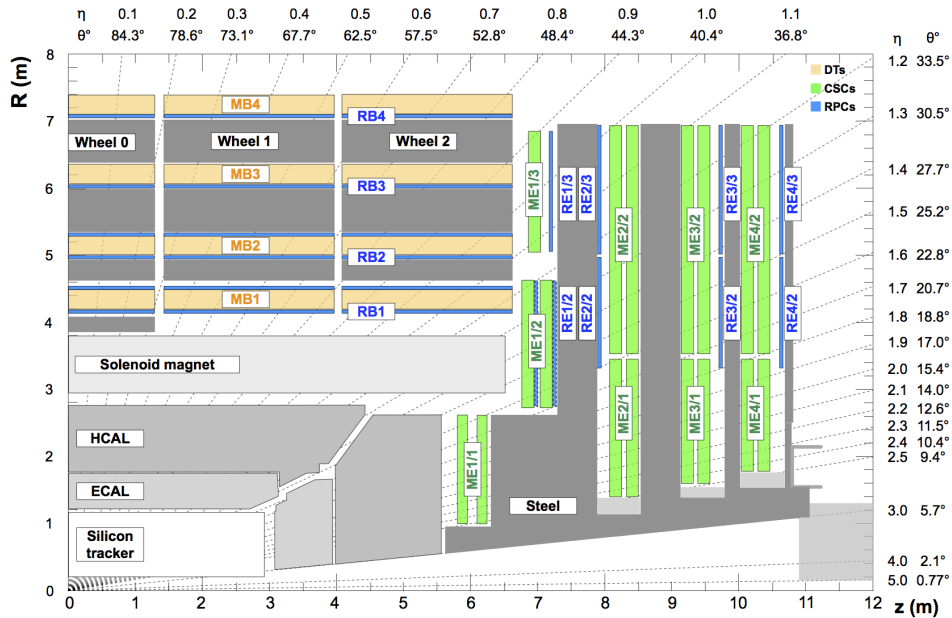 η 0.1 0.2 0.3 0.4 0.5 0.6 0.7 0.8 0.9 1.0 1.1
θ° 84.3° 78.6° 73.1° 67.7° 62.5° 57.5° 52.8° 48.4° 44.3° 40.4° 36.8° η θ°
R (m)
8
7
6
5
4
3
2
1
0
1.2 33.5°
1.3 30.5°
1.4 27.7°
1.5 25.2°
1.6 22.8°
1.7 20.7°
1.8 18.8°
1.9 17.0°
2.0 15.4°
2.1 14.0°
2.2 12.6°
2.3 11.5°
2.4 10.4°
2.5 9.4°
3.0 5.7°
4.0 2.1°
5.0 0.77°
DTs
CSCs
RPCs
MB4
RB4
Wheel 0 Wheel 1 Wheel 2
MB3
RB3
MB2
RB2
MB1
RB1
Solenoid magnet
HCAL
ECAL
Silicon
tracker
Steel
ME1/3
RE1/3
RE2/3
ME2/2
ME3/2
RE3/3
ME4/2
RE4/3
ME1/2
RE1/2
RE2/2
RE3/2
RE4/2
ME1/1
ME2/1
ME3/1
ME4/1
0 1 2 3 4 5 6 7 8 9 10 11 12 z (m)